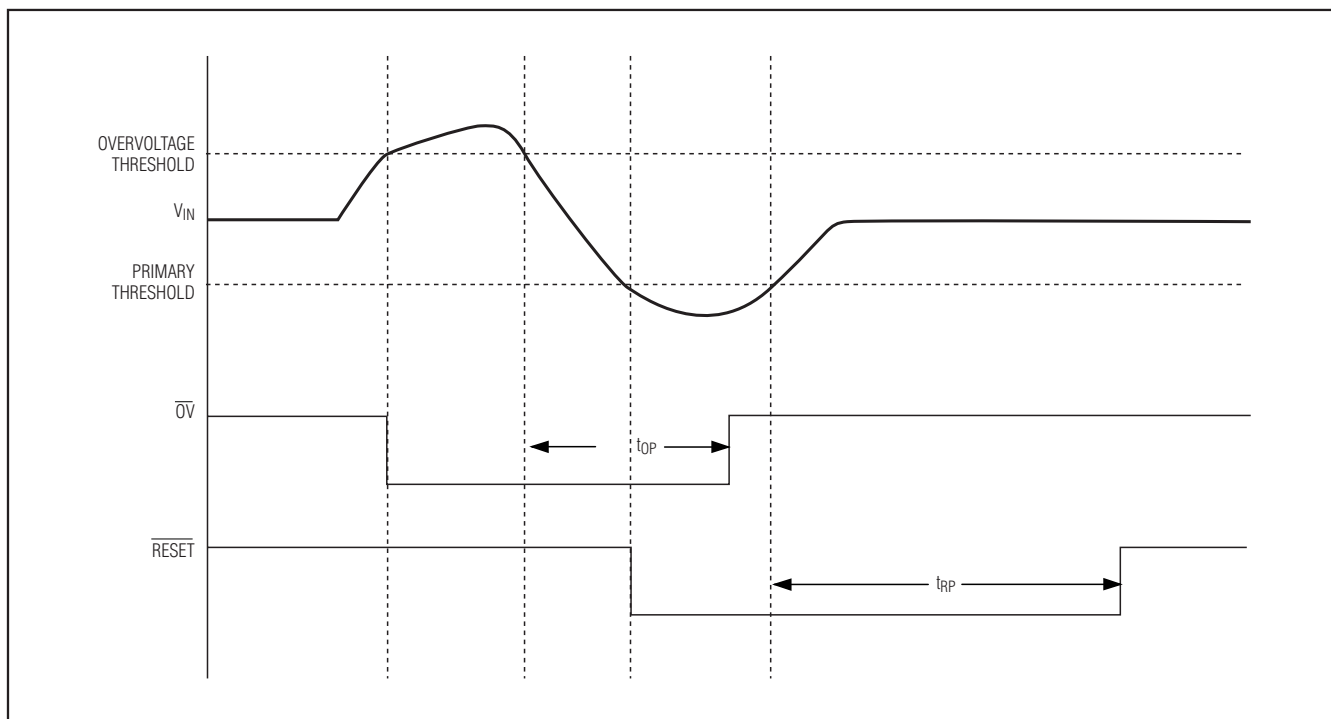 OVERVOLTAGE
THRESHOLD
VIN
PRIMARY
THRESHOLD
OV
tOP
RESET
tRP